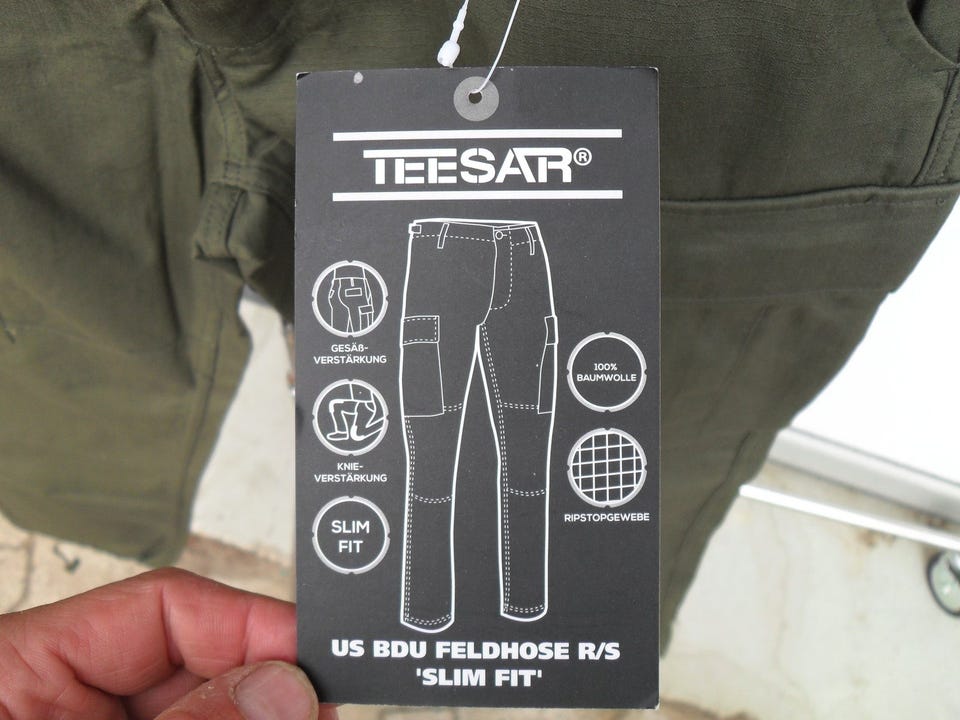 TEESAR®
GESÄß-
VERSTÄRKUNG
KNIE-
VERSTÄRKUNG
SLIM
FIT
100%
BAUMWOLLE
RIPSTOPGEWEBE
US BDU FELDHOSE R/S
'SLIM FIT'